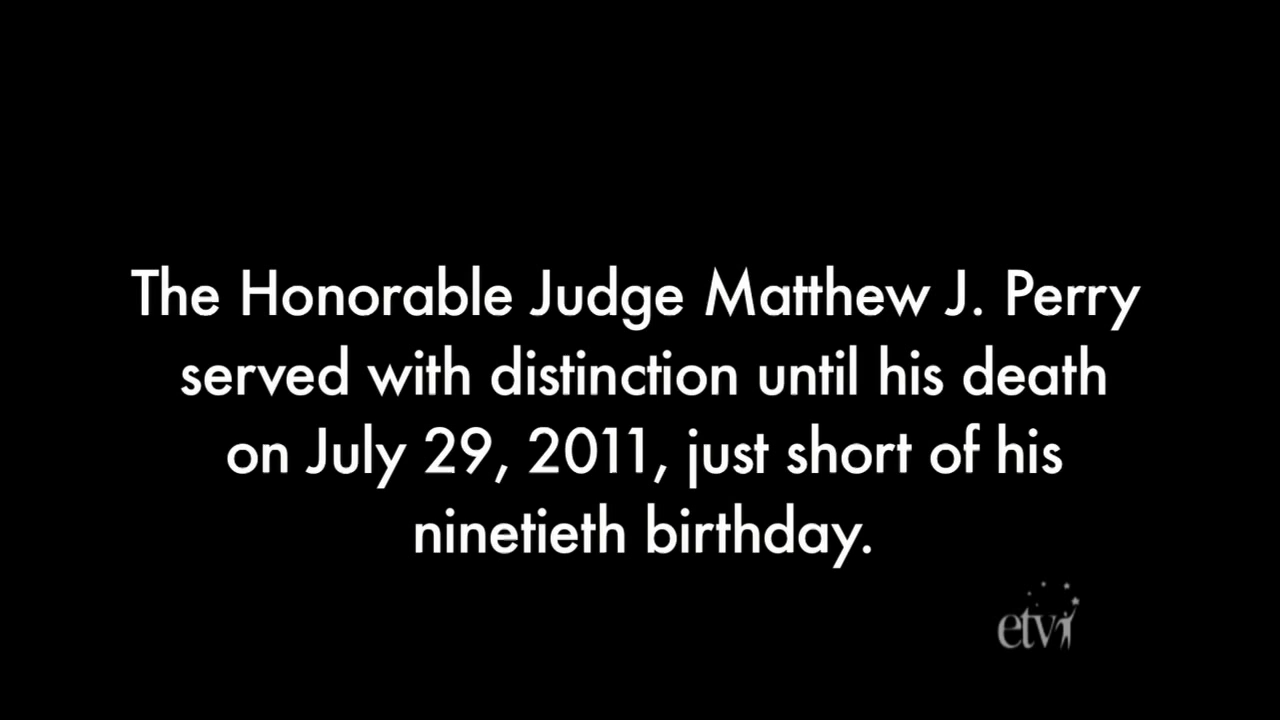 The Honorable Judge Matthew J. Perry
served with distinction until his death
on July 29, 2011, just short of his
ninetieth birthday.
etv